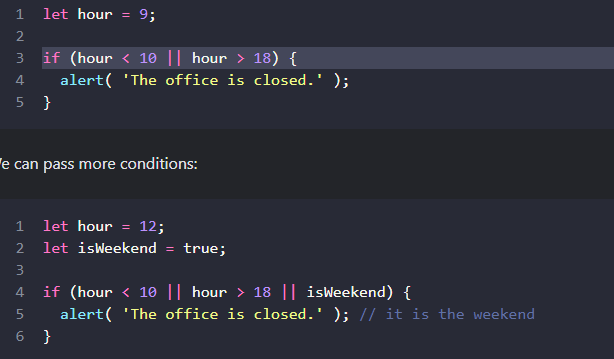 1 let hour = 9;
2
3 if (hour < 10 || hour > 18) {
4   alert( 'The office is closed.' );
5 }
e can pass more conditions:
1 let hour = 12;
2 let isWeekend = true;
3
4 if (hour < 10 || hour > 18 || isWeekend) {
5   alert( 'The office is closed.' ); // it is the weekend
6 }